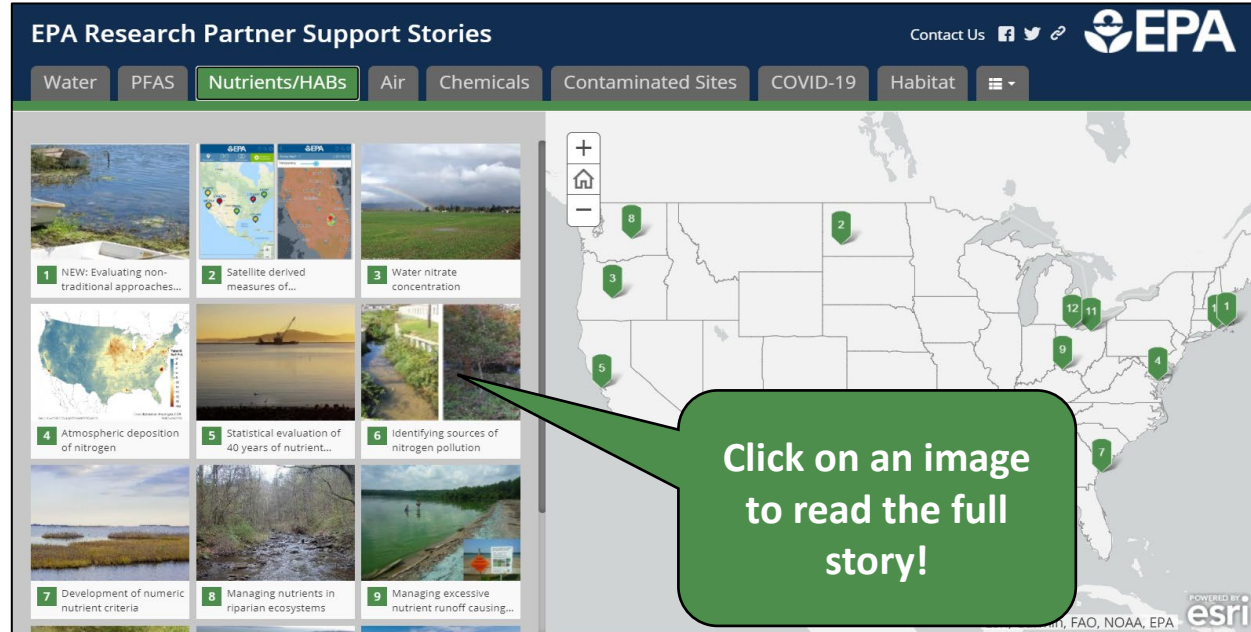 EPA Research Partner Support Stories
Contact Us
EPA
Water PFAS Nutrients/HABs Air Chemicals Contaminated Sites COVID-19 Habitat
1 NEW: Evaluating non-
traditional approaches...
2 Satellite derived
measures of...
3 Water nitrate
concentration
4 Atmospheric deposition
of nitrogen
5 Statistical evaluation of
40 years of nutrient...
6 Identifying sources of
nitrogen pollution
7 Development of numeric
nutrient criteria
8 Managing nutrients in
riparian ecosystems
9 Managing excessive
nutrient runoff causing...
+
−
8
2
3
12
11
1
1
9
4
5
7
Click on an image
to read the full
story!
FAO, NOAA, EPA
POWERED BY
esri